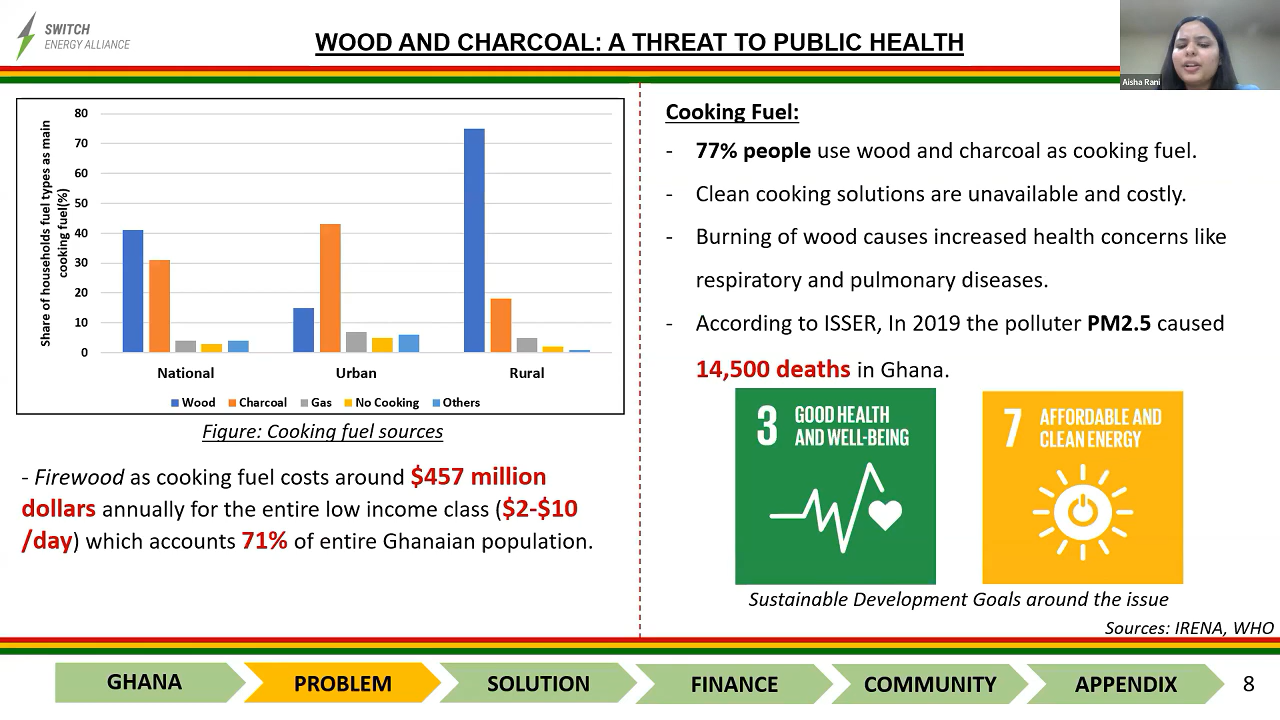 SWITCH
ENERGY ALLIANCE
WOOD AND CHARCOAL: A THREAT TO PUBLIC HEALTH
Aisha Rani
Share of households fuel types as main
cooking fuel(%)
80
70
60
50
40
30
20
10
0
National
Urban
Rural
Wood
Charcoal
Gas
No Cooking
Others
Figure: Cooking fuel sources
- Firewood as cooking fuel costs around $457 million
dollars annually for the entire low income class ($2-$10
/day) which accounts 71% of entire Ghanaian population.
Cooking Fuel:
- 77% people use wood and charcoal as cooking fuel.
- Clean cooking solutions are unavailable and costly.
- Burning of wood causes increased health concerns like
respiratory and pulmonary diseases.
- According to ISSER, In 2019 the polluter PM2.5 caused
14,500 deaths in Ghana.
3 GOOD HEALTH
AND WELL-BEING
7 AFFORDABLE AND
CLEAN ENERGY
Sustainable Development Goals around the issue
Sources: IRENA, WHO
GHANA
PROBLEM
SOLUTION
FINANCE
COMMUNITY
APPENDIX
8